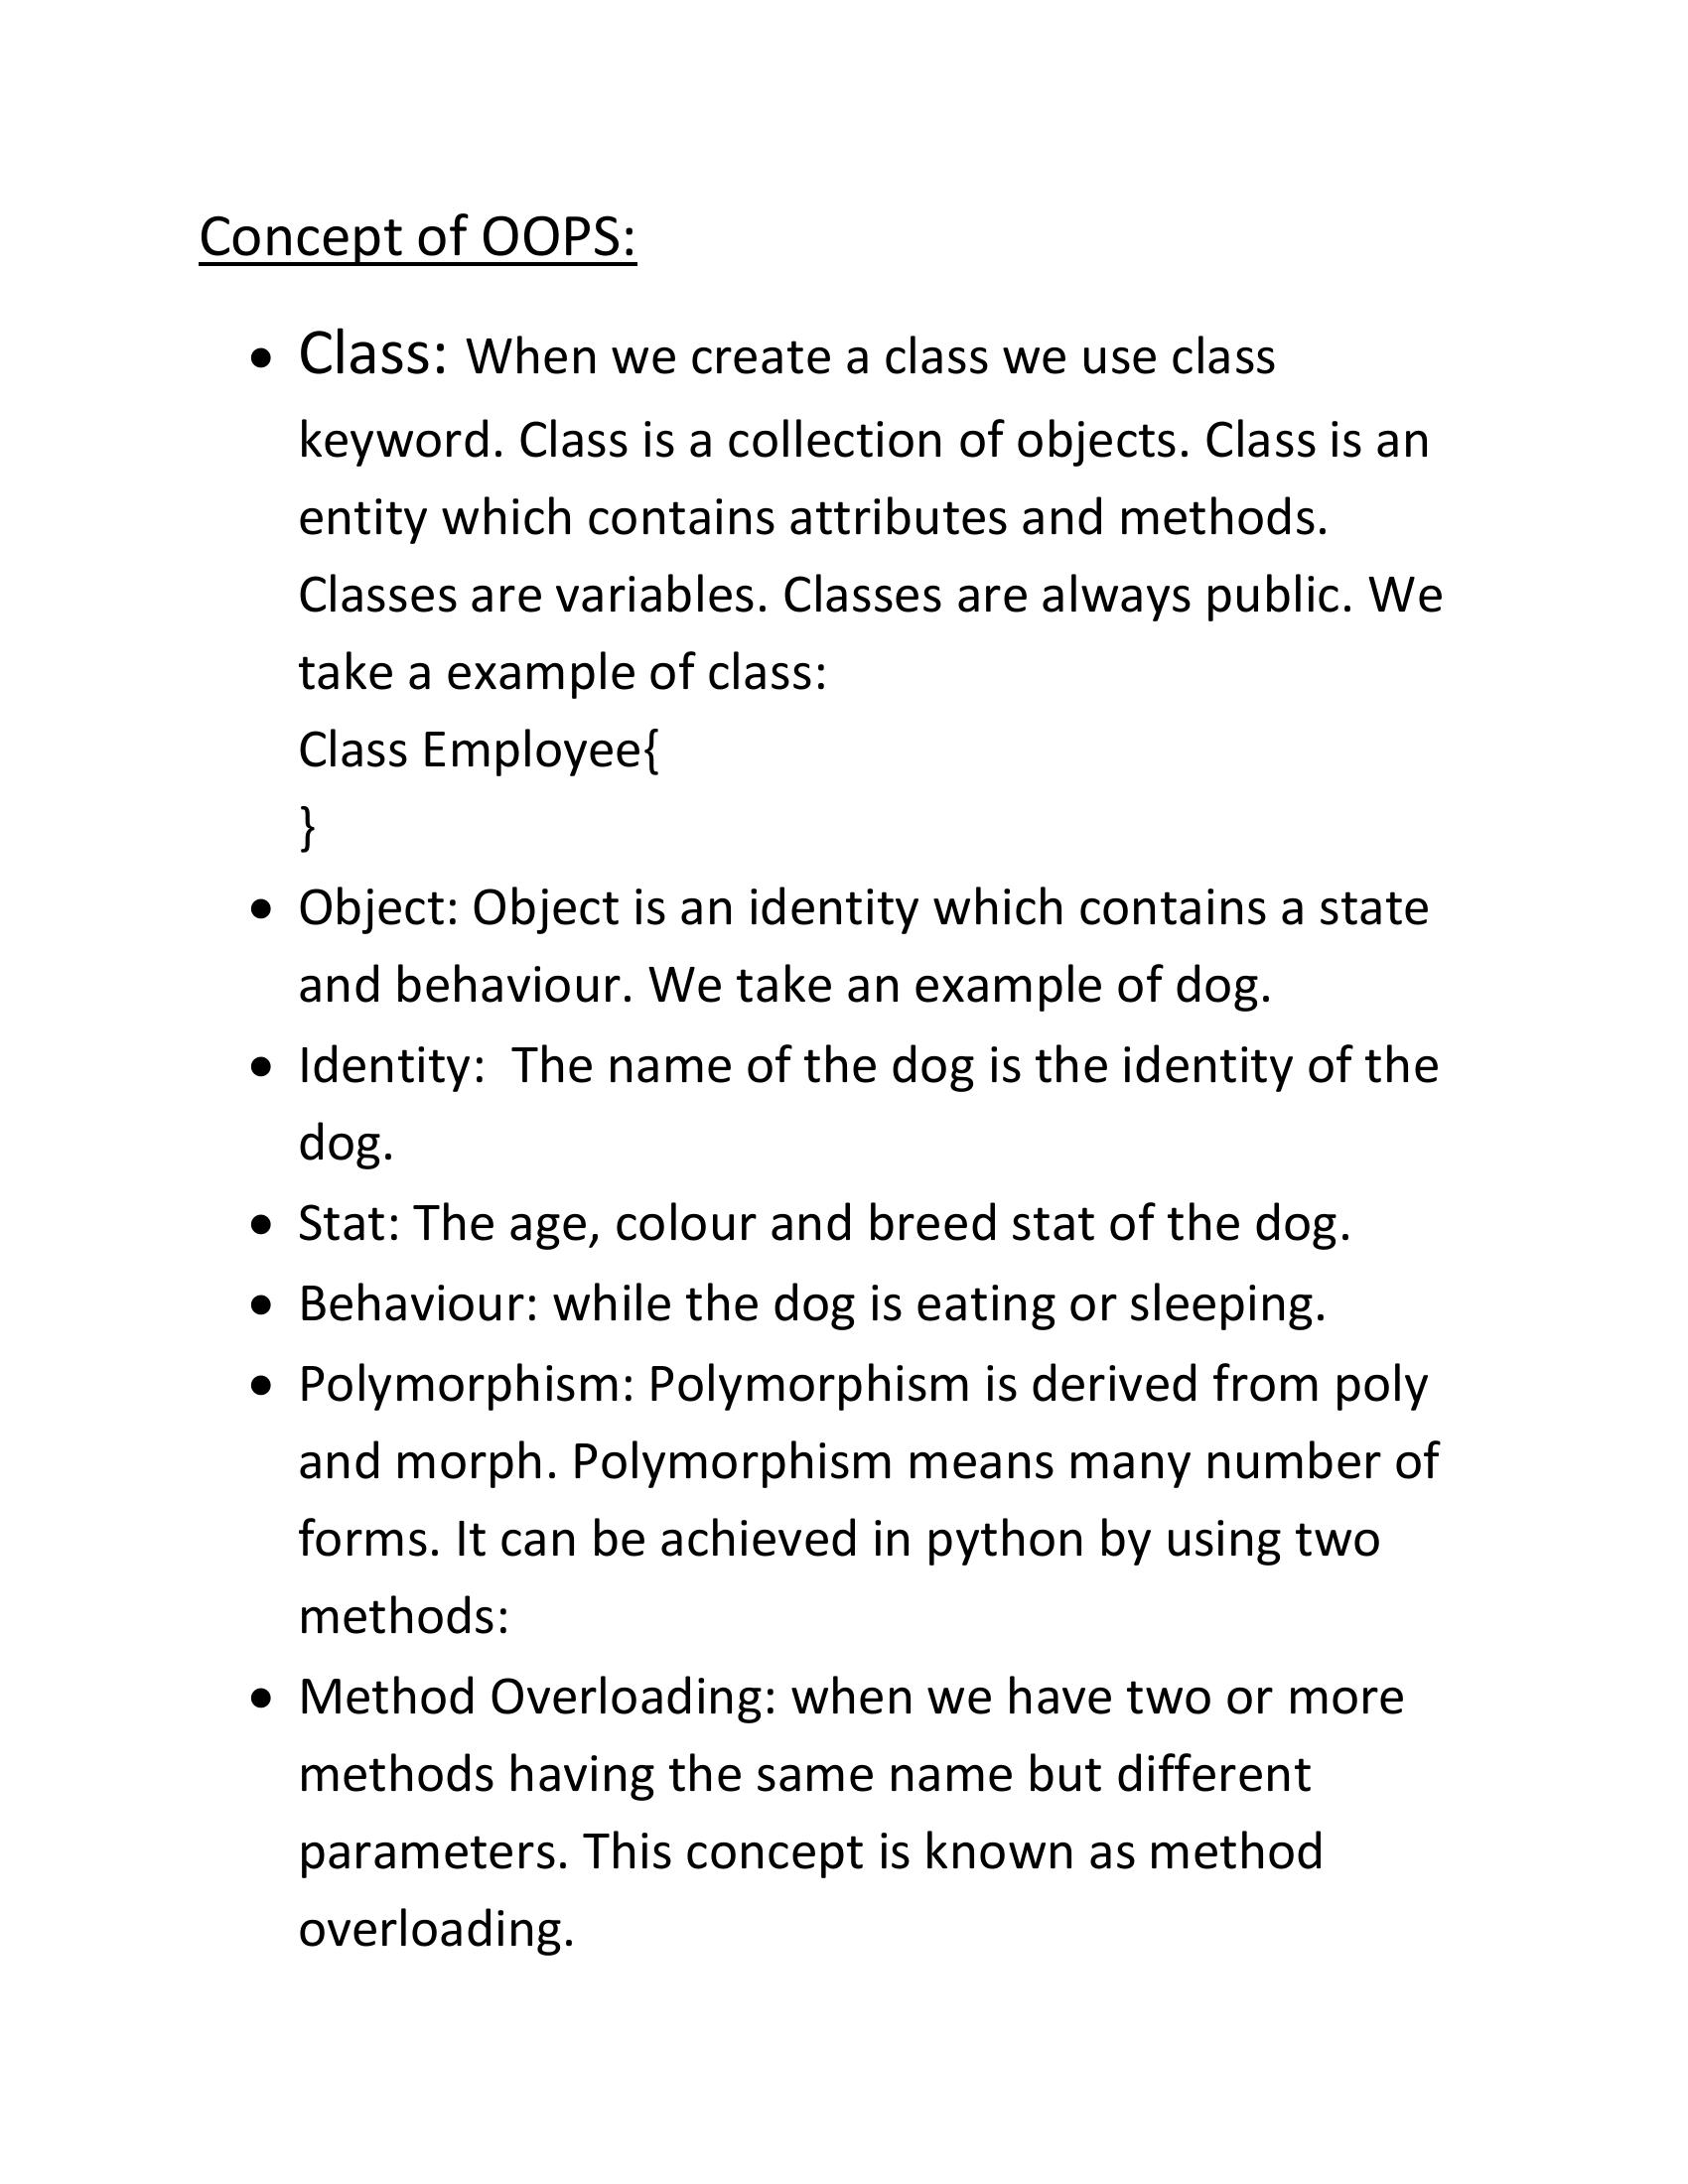 Concept of OOPS:
• Class: When we create a class we use class
keyword. Class is a collection of objects. Class is an
entity which contains attributes and methods.
Classes are variables. Classes are always public. We
take a example of class:
Class Employee{
}
• Object: Object is an identity which contains a state
and behaviour. We take an example of dog.
• Identity:  The name of the dog is the identity of the
dog.
• Stat: The age, colour and breed stat of the dog.
• Behaviour: while the dog is eating or sleeping.
• Polymorphism: Polymorphism is derived from poly
and morph. Polymorphism means many number of
forms. It can be achieved in python by using two
methods:
• Method Overloading: when we have two or more
methods having the same name but different
parameters. This concept is known as method
overloading.